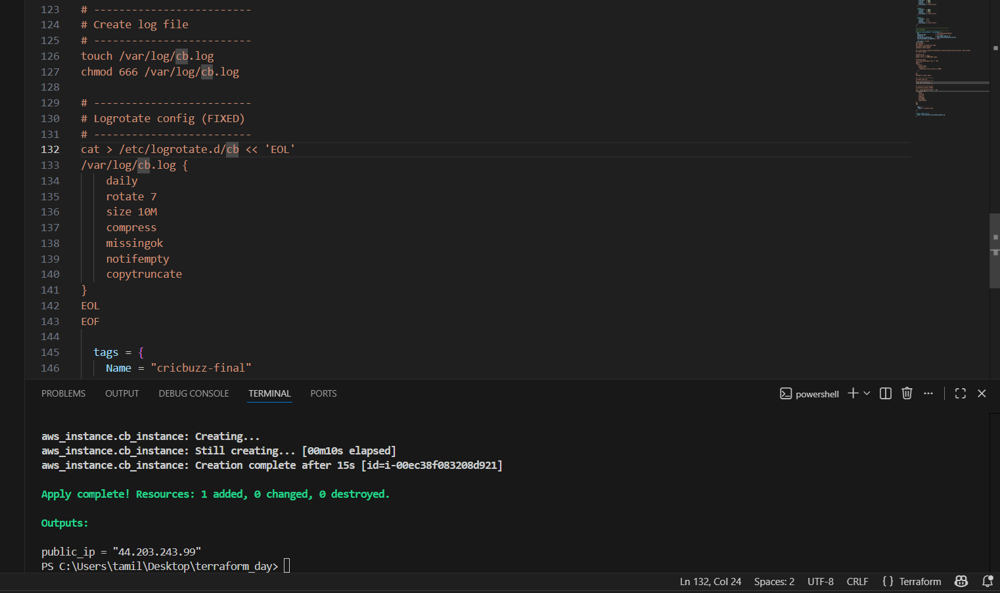 123 # -------------------------
124 # Create log file
125 # -------------------------
126 touch /var/log/cb.log
127 chmod 666 /var/log/cb.log
128
129 # -------------------------
130 # Logrotate config (FIXED)
131 # -------------------------
132 cat > /etc/logrotate.d/cb << 'EOL'
133 /var/log/cb.log {
134     daily
135     rotate 7
136     size 10M
137     compress
138     missingok
139     notifempty
140     copytruncate
141 }
142 EOL
143 EOF
144
145   tags = {
146     Name = "cricbuzz-final"
PROBLEMS OUTPUT DEBUG CONSOLE TERMINAL PORTS powershell
aws_instance.cb_instance: Creating...
aws_instance.cb_instance: Still creating... [00m10s elapsed]
aws_instance.cb_instance: Creation complete after 15s [id=i-00ec38f083208d921]
Apply complete! Resources: 1 added, 0 changed, 0 destroyed.
Outputs:
public_ip = "44.203.243.99"
PS C:\Users\tamil\Desktop\terraform_day>
Ln 132, Col 24 Spaces: 2 UTF-8 CRLF { } Terraform